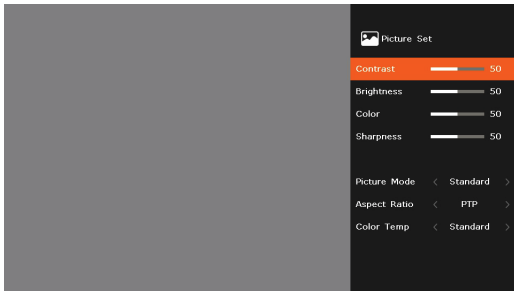 Picture Set
Contrast 50
Brightness 50
Color 50
Sharpness 50
Picture Mode < Standard >
Aspect Ratio < PTP >
Color Temp < Standard >